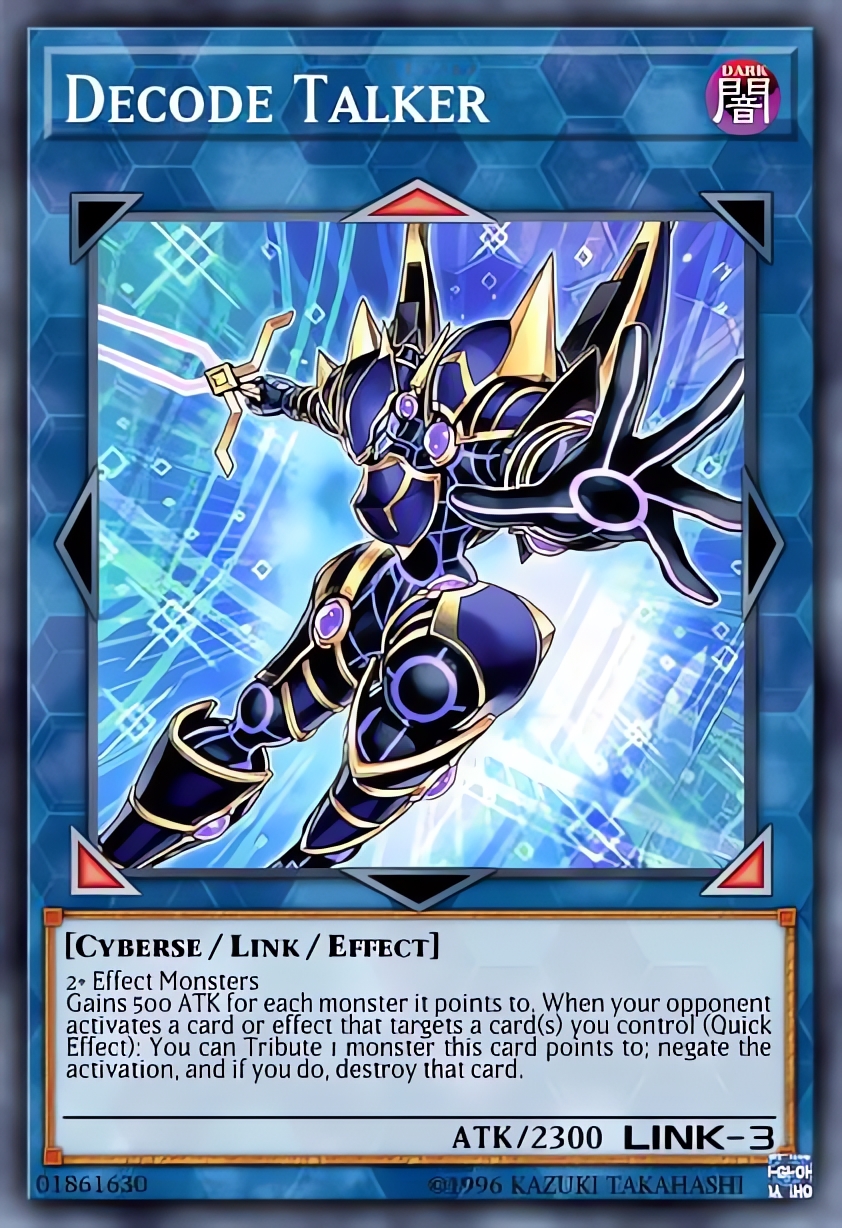 DECODE TALKER
DARK
闇
[CYBERSE / LINK / EFFECT]
2+ Effect Monsters
Gains 500 ATK for each monster it points to. When your opponent
activates a card or effect that targets a card(s) you control (Quick
Effect): You can Tribute 1 monster this card points to; negate the
activation, and if you do, destroy that card.
ATK/2300 LINK-3
01861630 ©1996 KAZUKI TAKAHASHI